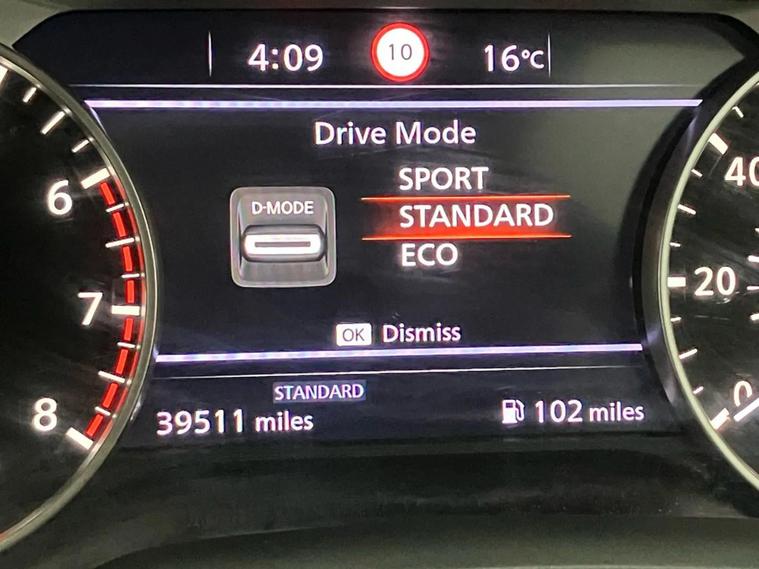 4:09 10 16°C
Drive Mode
SPORT
D-MODE
STANDARD
ECO
OK Dismiss
STANDARD
39511 miles
102 miles
6
7
8
40
20
0